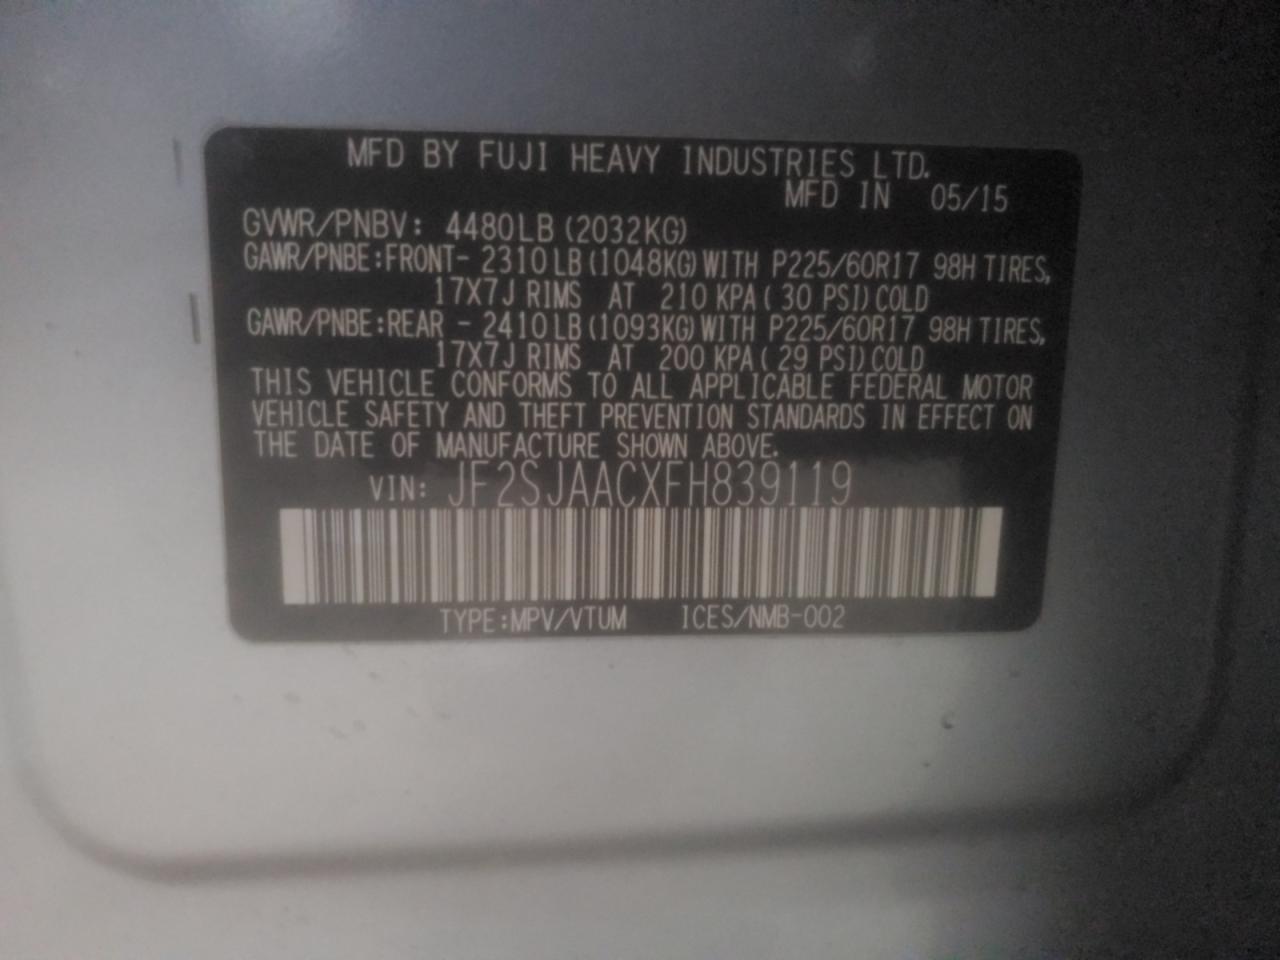 MFD BY FUJI HEAVY INDUSTRIES LTD.
MFD IN 05/15
GVWR/PNBV: 4480LB (2032KG)
GAWR/PNBE:FRONT- 2310LB(1048KG)WITH P225/60R17 98H TIRES,
17X7J RIMS AT 210 KPA( 30 PSI)COLD
GAWR/PNBE:REAR - 2410LB(1093KG)WITH P225/60R17 98H TIRES,
17X7J RIMS AT 200 KPA( 29 PSI)COLD
THIS VEHICLE CONFORMS TO ALL APPLICABLE FEDERAL MOTOR
VEHICLE SAFETY AND THEFT PREVENTION STANDARDS IN EFFECT ON
THE DATE OF MANUFACTURE SHOWN ABOVE.
VIN: JF2SJAACXFH839119
TYPE:MPV/VTUM ICES/NMB-002